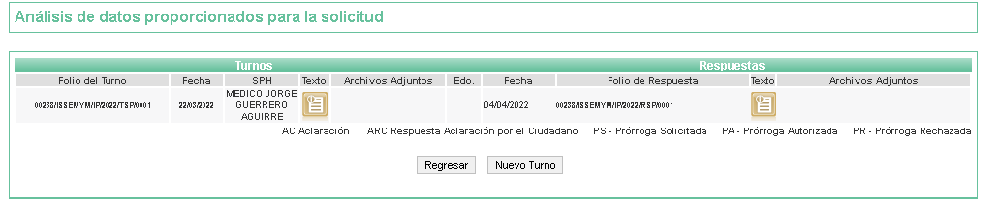 Análisis de datos proporcionados para la solicitud
Turnos Respuestas
Folio del Turno Fecha SPH Texto Archivos Adjuntos Edo. Fecha Folio de Respuesta Texto Archivos Adjuntos
00238/ISSEMYM/IP/2022/TSP/0001 22/03/2022 MEDICO JORGE GUERRERO AGUIRRE 04/04/2022 00238/ISSEMYM/IP/2022/RSP/0001
AC Aclaración ARC Respuesta Aclaración por el Ciudadano PS - Prórroga Solicitada PA - Prórroga Autorizada PR - Prórroga Rechazada
Regresar Nuevo Turno